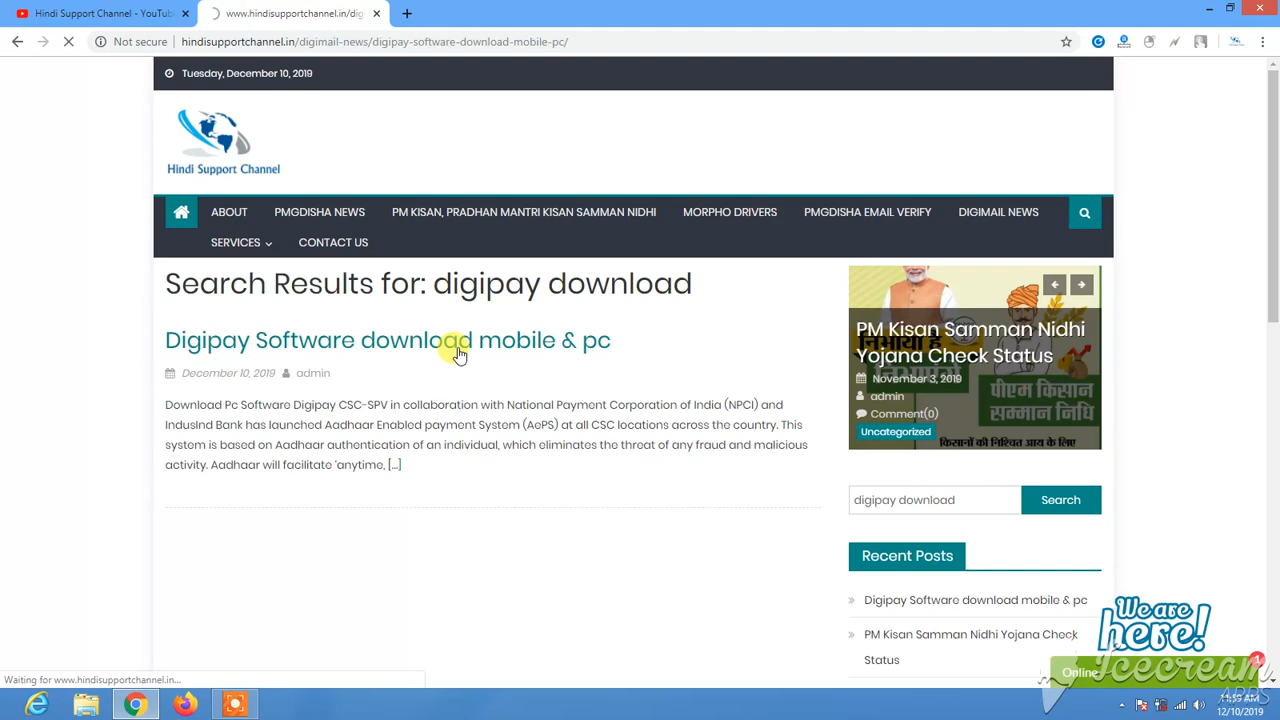 Hindi Support Channel - YouTub
www.hindisupportchannel.in/dig
Not secure
hindisupportchannel.in/digimail-news/digipay-software-download-mobile-pc/
Tuesday, December 10, 2019
Hindi Support Channel
ABOUT
PMGDISHA NEWS
PM KISAN, PRADHAN MANTRI KISAN SAMMAN NIDHI
MORPHO DRIVERS
PMGDISHA EMAIL VERIFY
DIGIMAIL NEWS
SERVICES
CONTACT US
Search Results for: digipay download
Digipay Software download mobile & pc
December 10, 2019
admin
Download Pc Software Digipay CSC-SPV in collaboration with National Payment Corporation of India (NPCI) and
IndusInd Bank has launched Aadhaar Enabled payment System (AePS) at all CSC locations across the country. This
system is based on Aadhaar authentication of an individual, which eliminates the threat of any fraud and malicious
activity. Aadhaar will facilitate 'anytime, [...]
PM Kisan Samman Nidhi
Yojana Check Status
November 3, 2019
admin
Comment(0)
Uncategorized
पीएम किसान
सम्मान निधि
किसानों की निश्चित आय के लिए
digipay download
Search
Recent Posts
Digipay Software download mobile & pc
PM Kisan Samman Nidhi Yojana Check
Status
We are
here!
Online
1
Icecream
APPS
Waiting for www.hindisupportchannel.in...
11:59 AM
12/10/2019